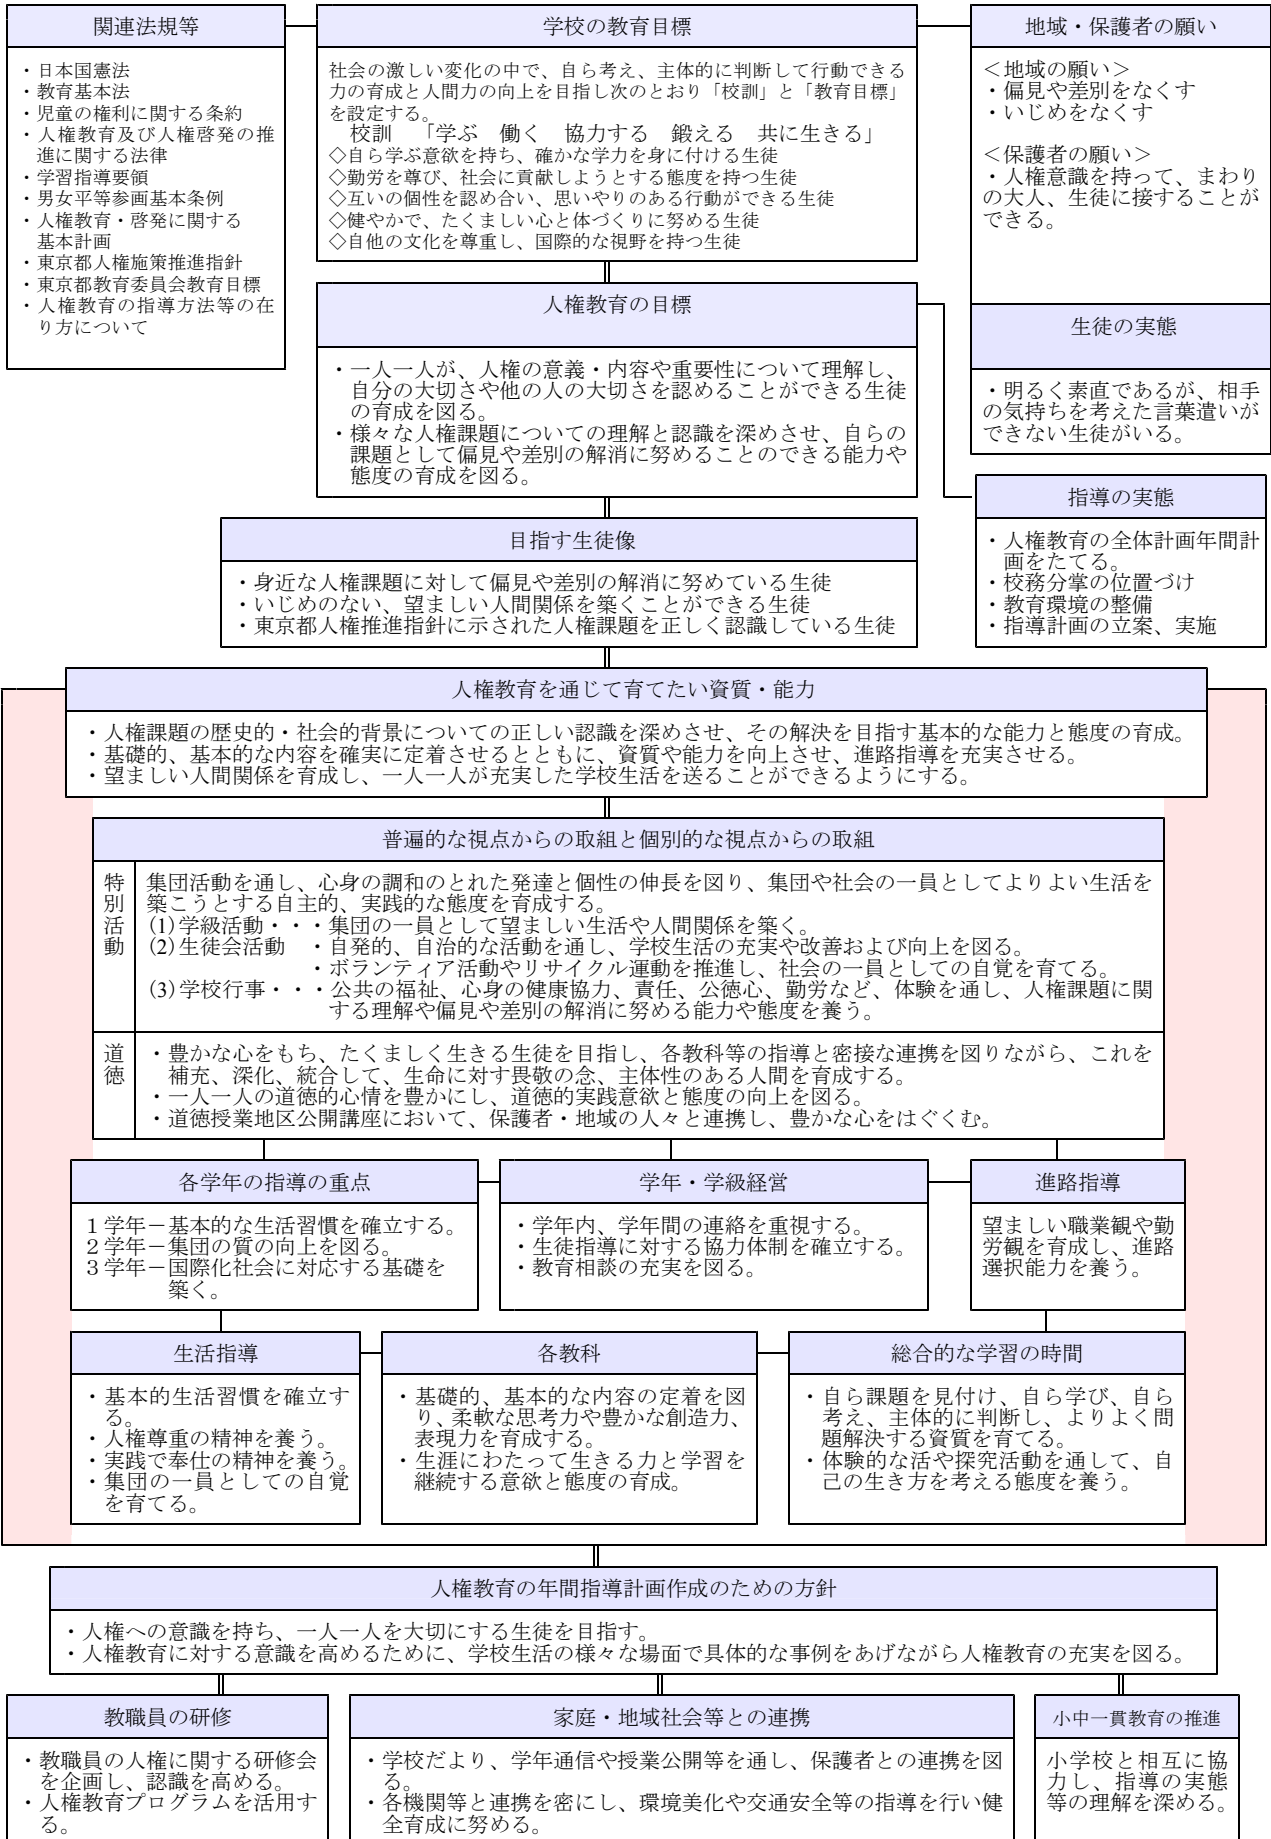 関連法規等
・日本国憲法
・教育基本法
・児童の権利に関する条約
・人権教育及び人権啓発の推
進に関する法律
・学習指導要領
・男女平等参画基本条例
・人権教育・啓発に関する
基本計画
・東京都人権施策推進指針
・東京都教育委員会教育目標
・人権教育の指導方法等の在
り方について
学校の教育目標
社会の激しい変化の中で、自ら考え、主体的に判断して行動できる
力の育成と人間力の向上を目指し次のとおり「校訓」と「教育目標」
を設定する。
校訓　「学ぶ　働く　協力する　鍛える　共に生きる」
◇自ら学ぶ意欲を持ち、確かな学力を身に付ける生徒
◇勤労を尊び、社会に貢献しようとする態度を持つ生徒
◇互いの個性を認め合い、思いやりのある行動ができる生徒
◇健やかで、たくましい心と体づくりに努める生徒
◇自他の文化を尊重し、国際的な視野を持つ生徒
地域・保護者の願い
＜地域の願い＞
・偏見や差別をなくす
・いじめをなくす
＜保護者の願い＞
・人権意識を持って、まわり
の大人、生徒に接することが
できる。
人権教育の目標
・一人一人が、人権の意義・内容や重要性について理解し、
自分の大切さや他の人の大切さを認めることができる生徒
の育成を図る。
・様々な人権課題についての理解と認識を深めさせ、自らの
課題として偏見や差別の解消に努めることのできる能力や
態度の育成を図る。
生徒の実態
・明るく素直であるが、相手
の気持ちを考えた言葉遣いが
できない生徒がいる。
指導の実態
・人権教育の全体計画年間計
画をたてる。
・校務分掌の位置づけ
・教育環境の整備
・指導計画の立案、実施
目指す生徒像
・身近な人権課題に対して偏見や差別の解消に努めている生徒
・いじめのない、望ましい人間関係を築くことができる生徒
・東京都人権推進指針に示された人権課題を正しく認識している生徒
人権教育を通じて育てたい資質・能力
・人権課題の歴史的・社会的背景についての正しい認識を深めさせ、その解決を目指す基本的な能力と態度の育成。
・基礎的、基本的な内容を確実に定着させるとともに、資質や能力を向上させ、進路指導を充実させる。
・望ましい人間関係を育成し、一人一人が充実した学校生活を送ることができるようにする。
普遍的な視点からの取組と個別的な視点からの取組
特別活動
集団活動を通し、心身の調和のとれた発達と個性の伸長を図り、集団や社会の一員としてよりよい生活を
築こうとする自主的、実践的な態度を育成する。
(1)学級活動・・・集団の一員として望ましい生活や人間関係を築く。
(2)生徒会活動　・自発的、自治的な活動を通し、学校生活の充実や改善および向上を図る。
・ボランティア活動やリサイクル運動を推進し、社会の一員としての自覚を育てる。
(3)学校行事・・・公共の福祉、心身の健康協力、責任、公徳心、勤労など、体験を通し、人権課題に関
する理解や偏見や差別の解消に努める能力や態度を養う。
道徳
・豊かな心をもち、たくましく生きる生徒を目指し、各教科等の指導と密接な連携を図りながら、これを
補充、深化、統合して、生命に対す畏敬の念、主体性のある人間を育成する。
・一人一人の道徳的心情を豊かにし、道徳的実践意欲と態度の向上を図る。
・道徳授業地区公開講座において、保護者・地域の人々と連携し、豊かな心をはぐくむ。
各学年の指導の重点
１学年－基本的な生活習慣を確立する。
２学年－集団の質の向上を図る。
３学年－国際化社会に対応する基礎を
築く。
学年・学級経営
・学年内、学年間の連絡を重視する。
・生徒指導に対する協力体制を確立する。
・教育相談の充実を図る。
進路指導
望ましい職業観や勤
労観を育成し、進路
選択能力を養う。
生活指導
・基本的生活習慣を確立す
る。
・人権尊重の精神を養う。
・実践で奉仕の精神を養う。
・集団の一員としての自覚
を育てる。
各教科
・基礎的、基本的な内容の定着を図
り、柔軟な思考力や豊かな創造力、
表現力を育成する。
・生涯にわたって生きる力と学習を
継続する意欲と態度の育成。
総合的な学習の時間
・自ら課題を見付け、自ら学び、自ら
考え、主体的に判断し、よりよく問
題解決する資質を育てる。
・体験的な活や探究活動を通して、自
己の生き方を考える態度を養う。
人権教育の年間指導計画作成のための方針
・人権への意識を持ち、一人一人を大切にする生徒を目指す。
・人権教育に対する意識を高めるために、学校生活の様々な場面で具体的な事例をあげながら人権教育の充実を図る。
教職員の研修
・教職員の人権に関する研修会
を企画し、認識を高める。
・人権教育プログラムを活用す
る。
家庭・地域社会等との連携
・学校だより、学年通信や授業公開等を通し、保護者との連携を図
る。
・各機関等と連携を密にし、環境美化や交通安全等の指導を行い健
全育成に努める。
小中一貫教育の推進
小学校と相互に協
力し、指導の実態
等の理解を深める。